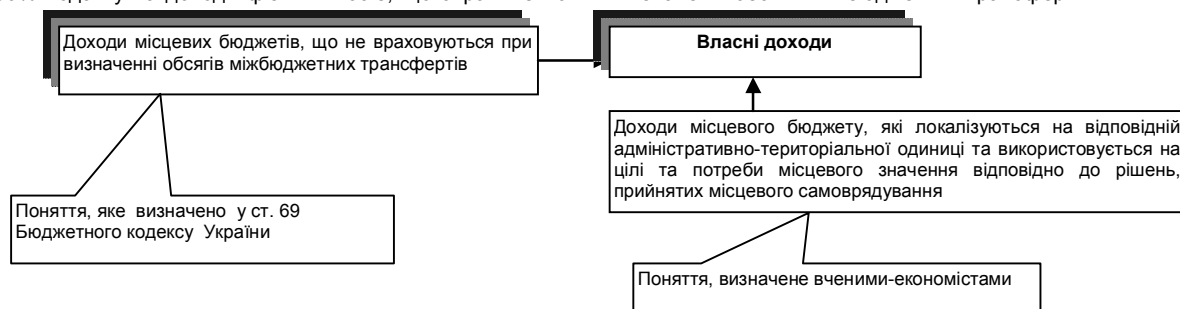 Доходи місцевих бюджетів, що не враховуються при
визначенні обсягів міжбюджетних трансфертів
Власні доходи
Доходи місцевого бюджету, які локалізуються на відповідній
адміністративно-територіальної одиниці та використовується на
цілі та потреби місцевого значення відповідно до рішень,
прийнятих місцевого самоврядування
Поняття, яке визначено у ст. 69
Бюджетного кодексу України
Поняття, визначене вченими-економістами